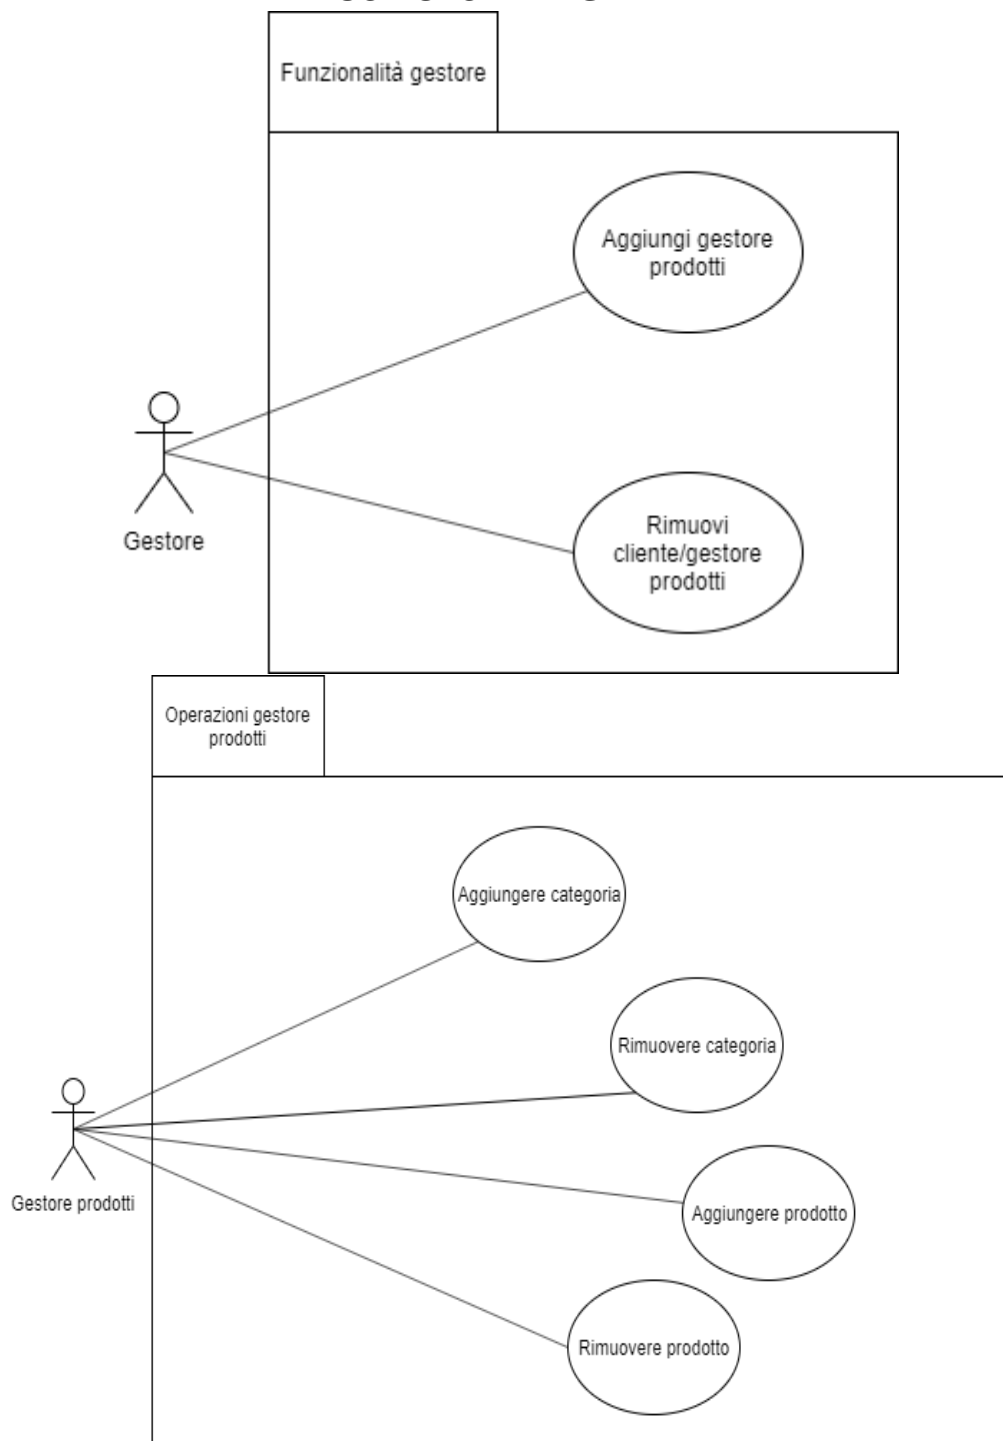 Funzionalità gestore
Aggiungi gestore
prodotti
Gestore
Rimuovi
cliente/gestore
prodotti
Operazioni gestore
prodotti
Aggiungere categoria
Rimuovere categoria
Gestore prodotti
Aggiungere prodotto
Rimuovere prodotto